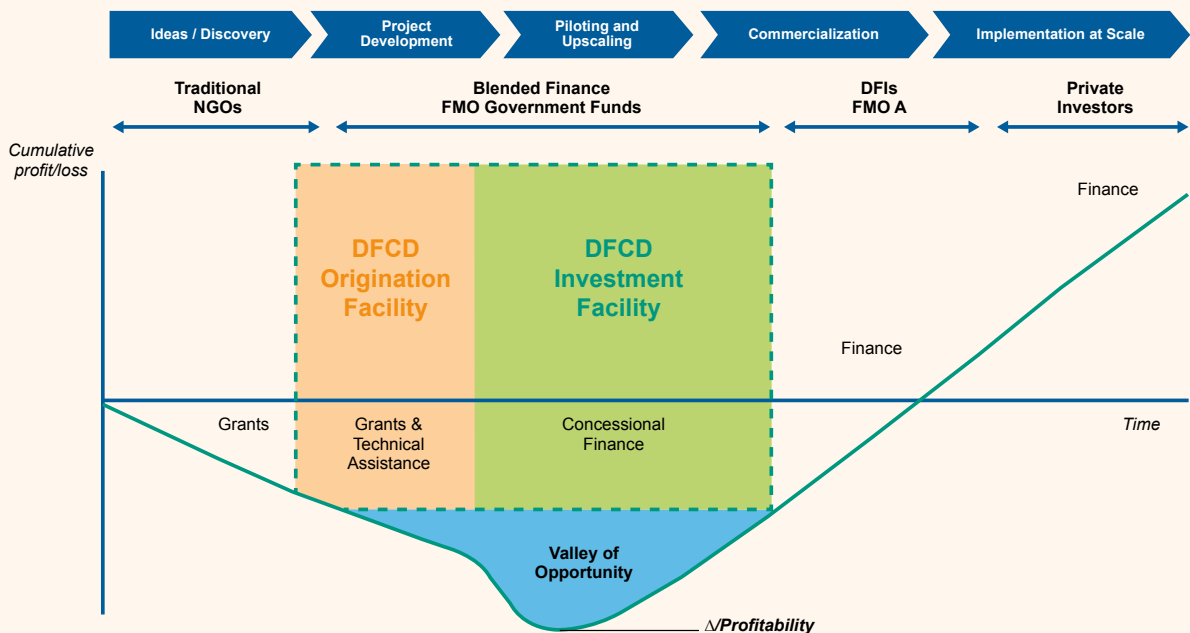 Ideas / Discovery
Project
Development
Piloting and
Upscaling
Commercialization
Implementation at Scale
Traditional
NGOs
Blended Finance
FMO Government Funds
DFIs
FMO A
Private
Investors
Cumulative
profit/loss
Finance
DFCD
Origination
Facility
DFCD
Investment
Facility
Finance
Grants
Grants &
Technical
Assistance
Concessional
Finance
Time
Valley of
Opportunity
Δ/Profitability